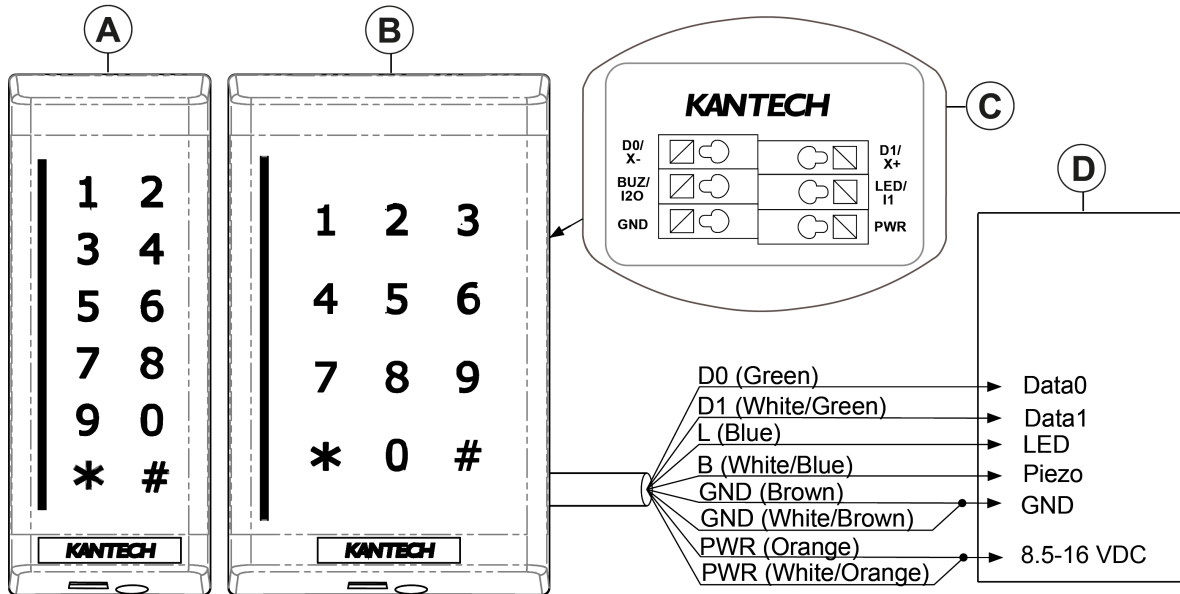 A
B
C
D
1 2
3 4
5 6
7 8
9 0
* #
KANTECH
1 2 3
4 5 6
7 8 9
* 0 #
KANTECH
KANTECH
D0/
X-
BUZ/
I2O
GND
D1/
X+
LED/
I1
PWR
D0 (Green)
D1 (White/Green)
L (Blue)
B (White/Blue)
GND (Brown)
GND (White/Brown)
PWR (Orange)
PWR (White/Orange)
Data0
Data1
LED
Piezo
GND
8.5-16 VDC